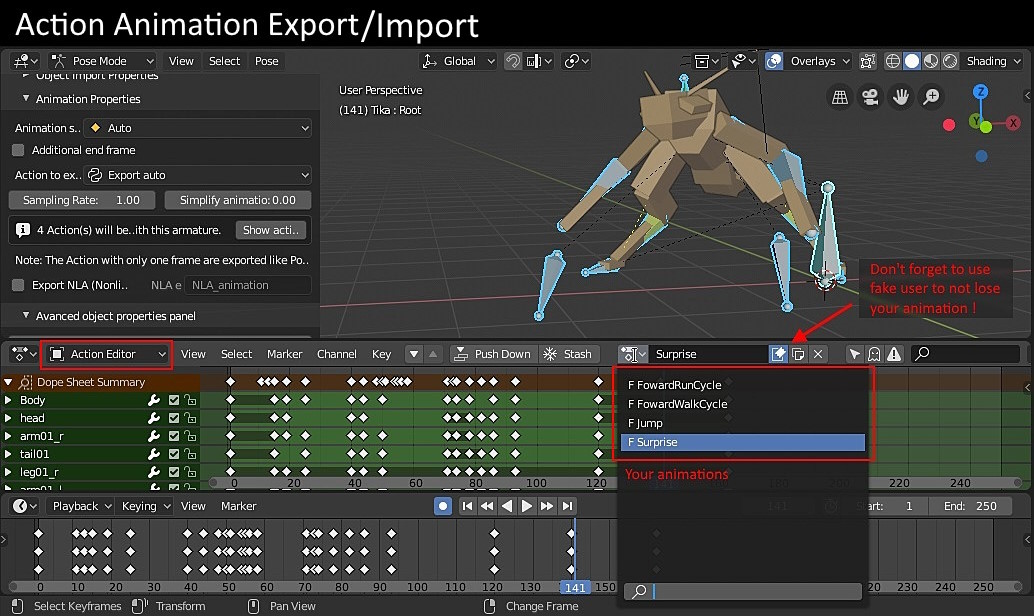 Action Animation Export/Import
Pose Mode View Select Pose Global Overlays Shading
Object Import Properties
Animation Properties
Animation s.. Auto
Additional end frame
Action to ex.. Export auto
Sampling Rate: 1.00 Simplify animatio: 0.00
4 Action(s) will be..ith this armature. Show acti..
Note: The Action with only one frame are exported like Po..
Export NLA (Nonli.. NLA e NLA_animation
Avanced object properties panel
User Perspective
(141) Tika : Root
Z
Y
X
Don't forget to use
fake user to not lose
your animation !
Action Editor View Select Marker Channel Key Push Down Stash Surprise
Dope Sheet Summary
Body
head
arm01_r
tail01
leg01_r
0 20 40 60 80 100 120 220 240
F FowardRunCycle
F FowardWalkCycle
F Jump
F Surprise
Your animations
Playback Keying View Marker 141 Start: 1 End: 250
0 10 20 30 40 50 60 70 80 90 100 110 120 130 141 150 220 230 240 250
Select Keyframes Transform Pan View Change Frame